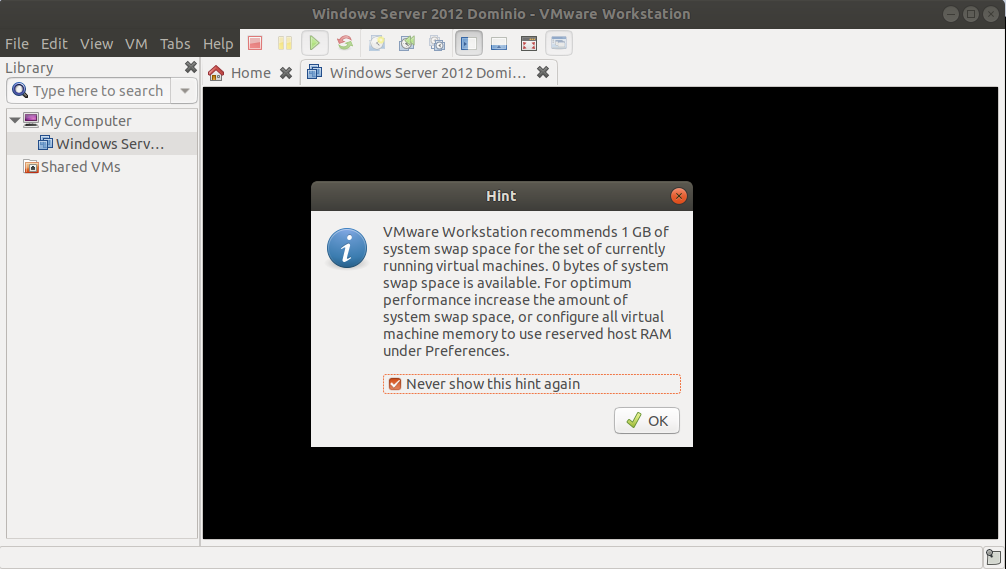 Windows Server 2012 Dominio - VMware Workstation
File Edit View VM Tabs Help
Library
Home
Windows Server 2012 Domi...
Type here to search
My Computer
Windows Serv...
Shared VMs
Hint
VMware Workstation recommends 1 GB of
system swap space for the set of currently
running virtual machines. 0 bytes of system
swap space is available. For optimum
performance increase the amount of
system swap space, or configure all virtual
machine memory to use reserved host RAM
under Preferences.
Never show this hint again
OK